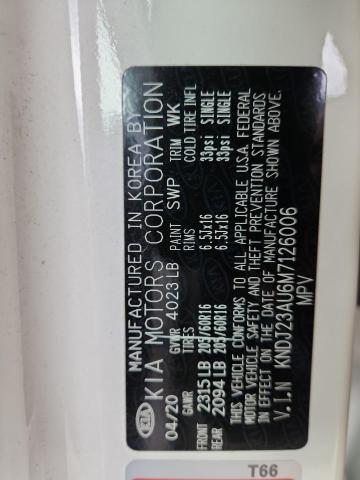 MANUFACTURED IN KOREA BY
KIA KIA MOTORS CORPORATION
04/20 GVWR 4023 LB PAINT SWP TRIM WK
GAWR TIRES RIMS COLD TIRE INFL
FRONT 2315 LB 205/60R16 6.5Jx16 33psi SINGLE
REAR 2094 LB 205/60R16 6.5Jx16 33psi SINGLE
THIS VEHICLE CONFORMS TO ALL APPLICABLE U.S.A. FEDERAL
MOTOR VEHICLE SAFETY AND THEFT PREVENTION STANDARDS
IN EFFECT ON THE DATE OF MANUFACTURE SHOWN ABOVE.
V.I.N KNDJ23AU6M7126006
MPV
T66